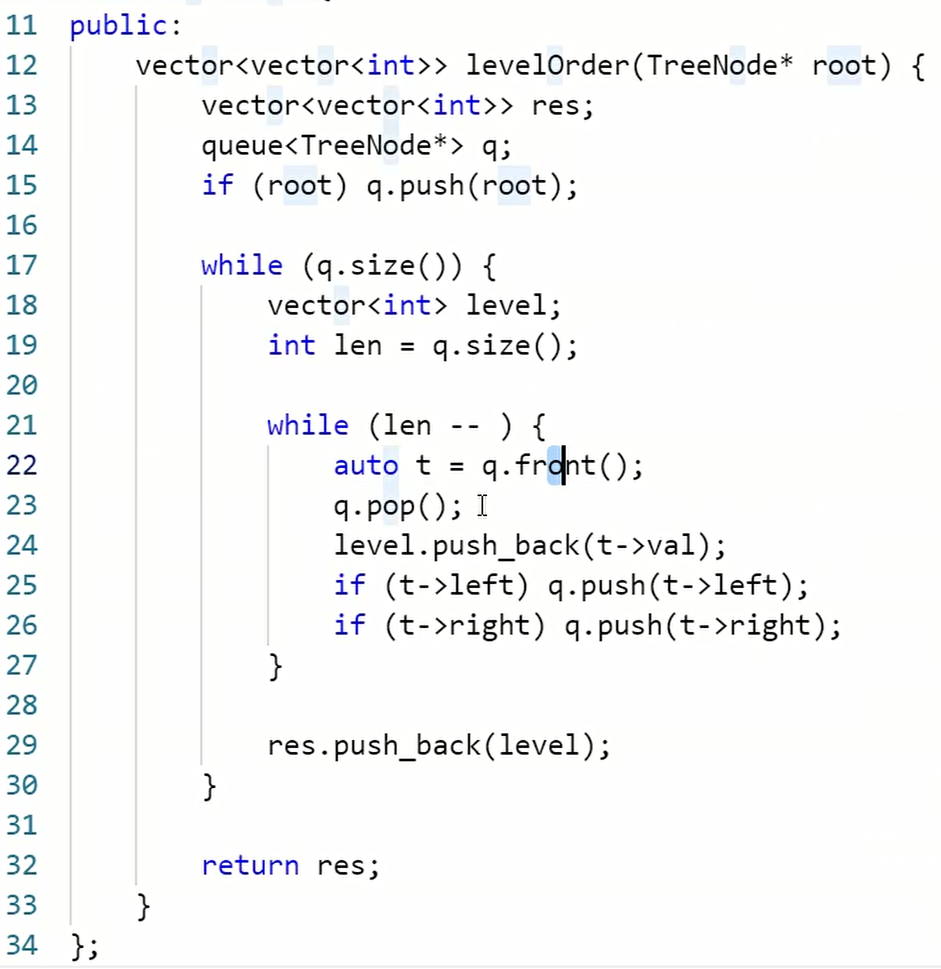 11 public:
12     vector<vector<int>> levelOrder(TreeNode* root) {
13         vector<vector<int>> res;
14         queue<TreeNode*> q;
15         if (root) q.push(root);
16
17         while (q.size()) {
18             vector<int> level;
19             int len = q.size();
20
21             while (len -- ) {
22                 auto t = q.front();
23                 q.pop();
24                 level.push_back(t->val);
25                 if (t->left) q.push(t->left);
26                 if (t->right) q.push(t->right);
27             }
28
29             res.push_back(level);
30         }
31
32         return res;
33     }
34 };